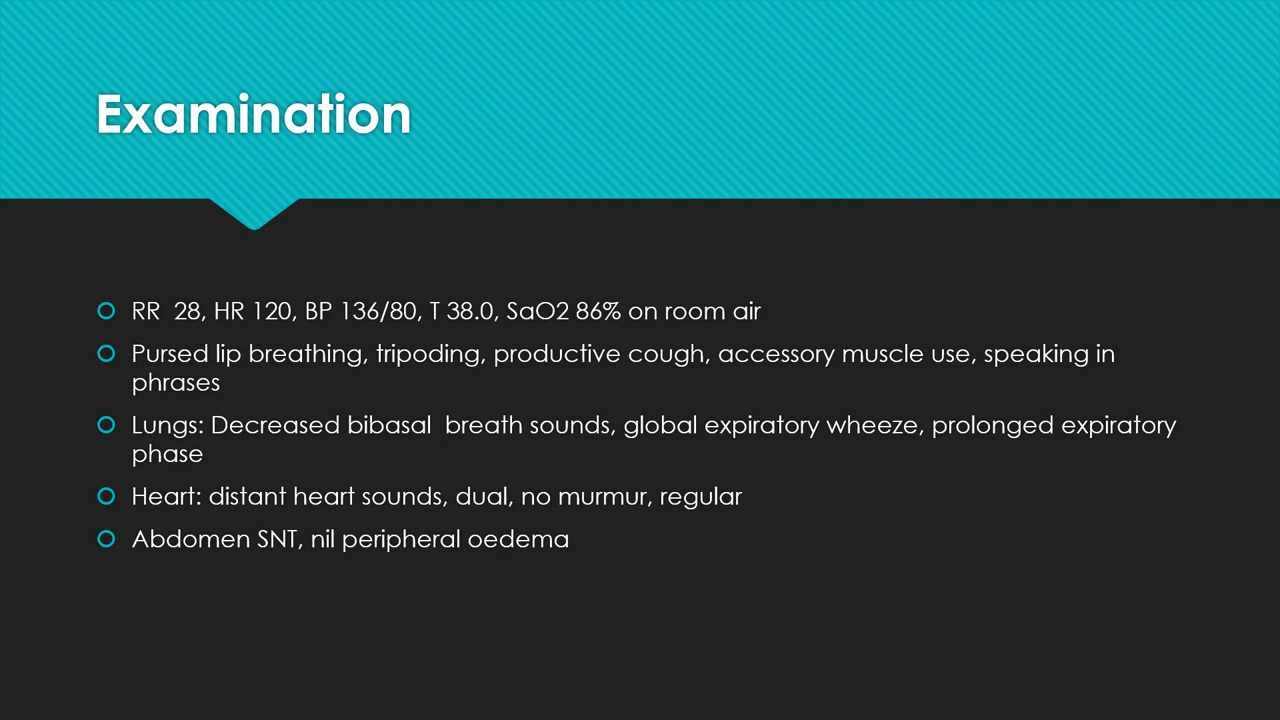 Examination
RR  28, HR 120, BP 136/80, T 38.0, SaO2 86% on room air
Pursed lip breathing, tripoding, productive cough, accessory muscle use, speaking in
phrases
Lungs: Decreased bibasal  breath sounds, global expiratory wheeze, prolonged expiratory
phase
Heart: distant heart sounds, dual, no murmur, regular
Abdomen SNT, nil peripheral oedema